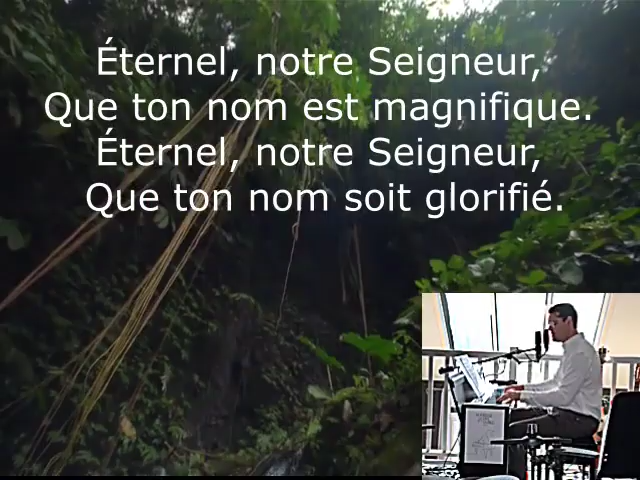 Éternel, notre Seigneur,
Que ton nom est magnifique.
Éternel, notre Seigneur,
Que ton nom soit glorifié.